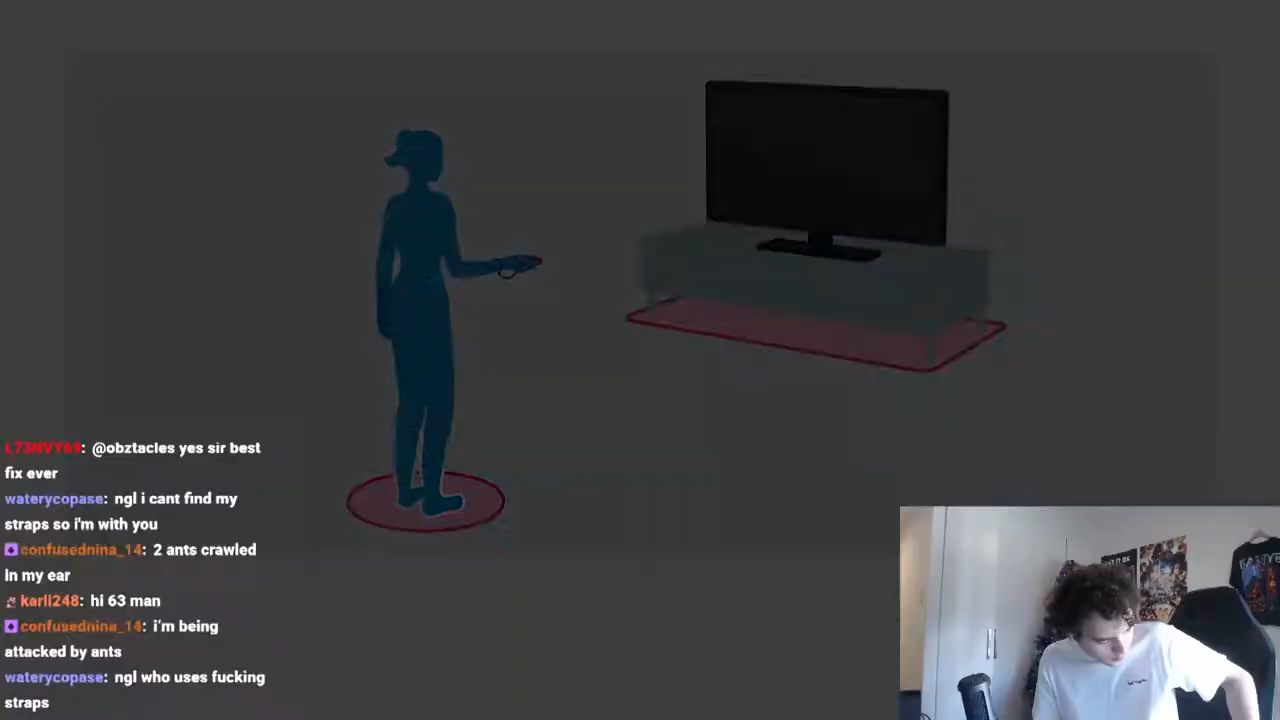 L73NVY69: @obztacles yes sir best
fix ever
waterycopase: ngl i cant find my
straps so i'm with you
confusednina_14: 2 ants crawled
in my ear
karli248: hi 63 man
confusednina_14: i'm being
attacked by ants
waterycopase: ngl who uses fucking
straps